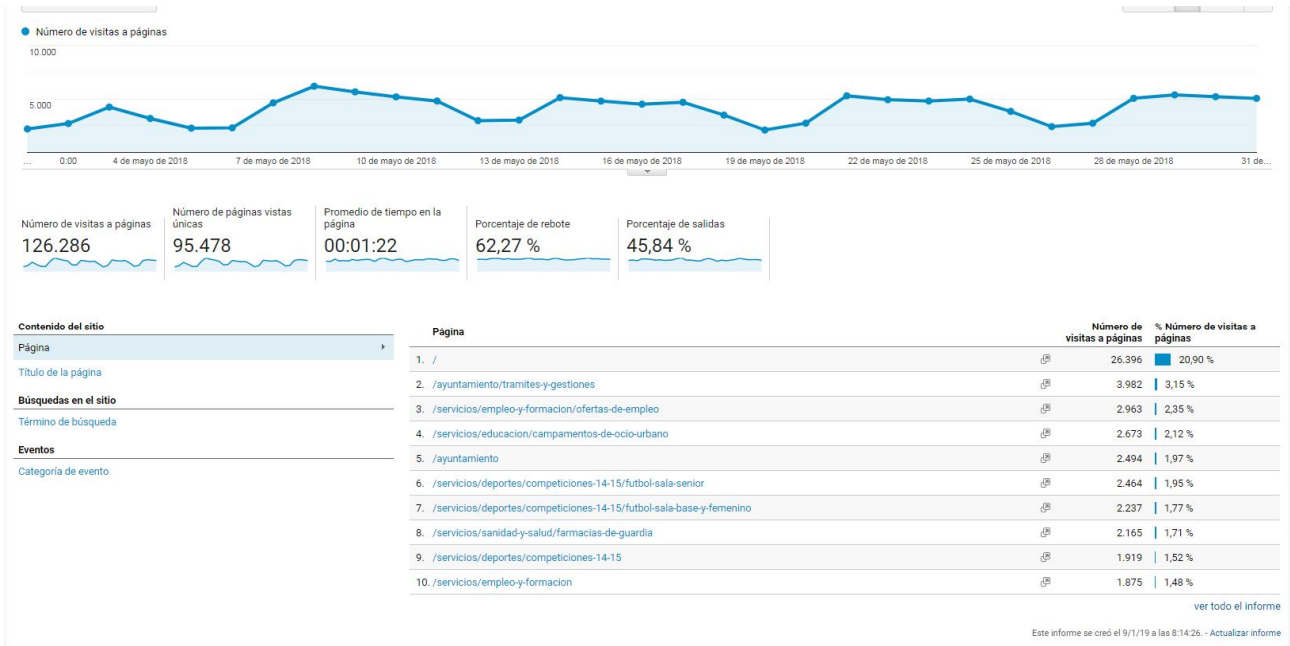 Número de visitas a páginas
10.000
5.000
... 0:00 4 de mayo de 2018 7 de mayo de 2018 10 de mayo de 2018 13 de mayo de 2018 16 de mayo de 2018 19 de mayo de 2018 22 de mayo de 2018 25 de mayo de 2018 28 de mayo de 2018 31 de...
Número de visitas a páginas
126.286
Número de páginas vistas
únicas
95.478
Promedio de tiempo en la
página
00:01:22
Porcentaje de rebote
62,27 %
Porcentaje de salidas
45,84 %
Contenido del sitio
Página
Título de la página
Búsquedas en el sitio
Término de búsqueda
Eventos
Categoría de evento
Página
Número de
visitas a páginas
% Número de visitas a
páginas
1. / 26.396 20,90 %
2. /ayuntamiento/tramites-y-gestiones 3.982 3,15 %
3. /servicios/empleo-y-formacion/ofertas-de-empleo 2.963 2,35 %
4. /servicios/educacion/campamentos-de-ocio-urbano 2.673 2,12 %
5. /ayuntamiento 2.494 1,97 %
6. /servicios/deportes/competiciones-14-15/futbol-sala-senior 2.464 1,95 %
7. /servicios/deportes/competiciones-14-15/futbol-sala-base-y-femenino 2.237 1,77 %
8. /servicios/sanidad-y-salud/farmacias-de-guardia 2.165 1,71 %
9. /servicios/deportes/competiciones-14-15 1.919 1,52 %
10. /servicios/empleo-y-formacion 1.875 1,48 %
ver todo el informe
Este informe se creó el 9/1/19 a las 8:14:26. - Actualizar informe